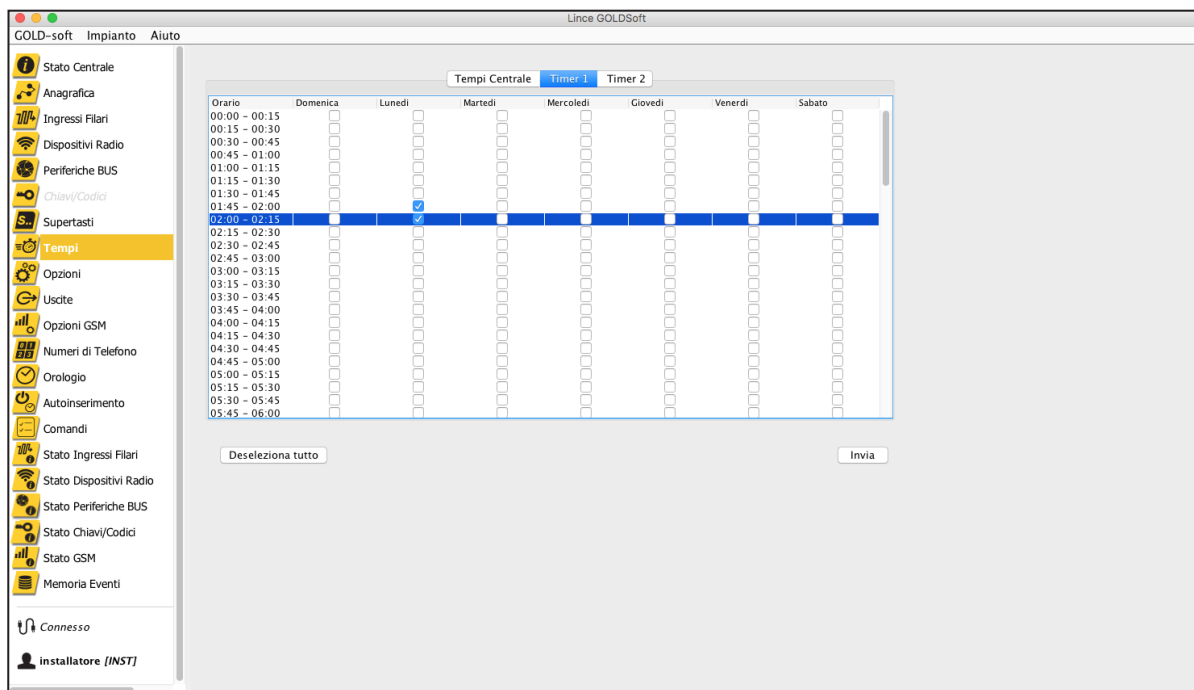 Lince GOLDSoft
GOLD-soft Impianto Aiuto
Stato Centrale
Anagrafica
Ingressi Filari
Dispositivi Radio
Periferiche BUS
Chiavi/Codici
Supertasti
Tempi
Opzioni
Uscite
Opzioni GSM
Numeri di Telefono
Orologio
Autoinserimento
Comandi
Stato Ingressi Filari
Stato Dispositivi Radio
Stato Periferiche BUS
Stato Chiavi/Codici
Stato GSM
Memoria Eventi
Connesso
installatore [INST]
Tempi Centrale Timer 1 Timer 2
Orario Domenica Lunedì Martedì Mercoledì Giovedì Venerdì Sabato
00:00 - 00:15
00:15 - 00:30
00:30 - 00:45
00:45 - 01:00
01:00 - 01:15
01:15 - 01:30
01:30 - 01:45
01:45 - 02:00
02:00 - 02:15
02:15 - 02:30
02:30 - 02:45
02:45 - 03:00
03:00 - 03:15
03:15 - 03:30
03:30 - 03:45
03:45 - 04:00
04:00 - 04:15
04:15 - 04:30
04:30 - 04:45
04:45 - 05:00
05:00 - 05:15
05:15 - 05:30
05:30 - 05:45
05:45 - 06:00
Deseleziona tutto Invia